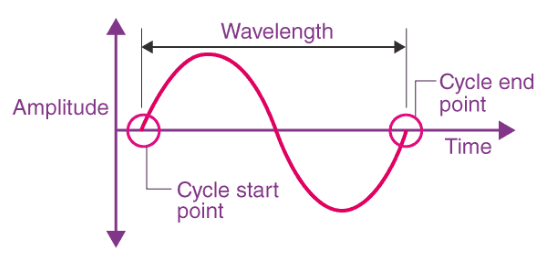 Wavelength
Cycle end
point
Amplitude
Time
Cycle start
point